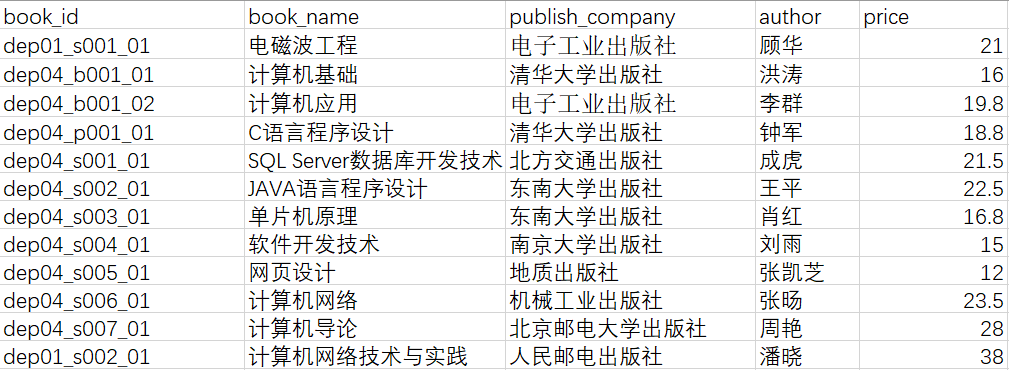 book_id book_name publish_company author price
dep01_s001_01 电磁波工程 电子工业出版社 顾华 21
dep04_b001_01 计算机基础 清华大学出版社 洪涛 16
dep04_b001_02 计算机应用 电子工业出版社 李群 19.8
dep04_p001_01 C语言程序设计 清华大学出版社 钟军 18.8
dep04_s001_01 SQL Server数据库开发技术 北方交通出版社 成虎 21.5
dep04_s002_01 JAVA语言程序设计 东南大学出版社 王平 22.5
dep04_s003_01 单片机原理 东南大学出版社 肖红 16.8
dep04_s004_01 软件开发技术 南京大学出版社 刘雨 15
dep04_s005_01 网页设计 地质出版社 张凯芝 12
dep04_s006_01 计算机网络 机械工业出版社 张旸 23.5
dep04_s007_01 计算机导论 北京邮电大学出版社 周艳 28
dep01_s002_01 计算机网络技术与实践 人民邮电出版社 潘晓 38